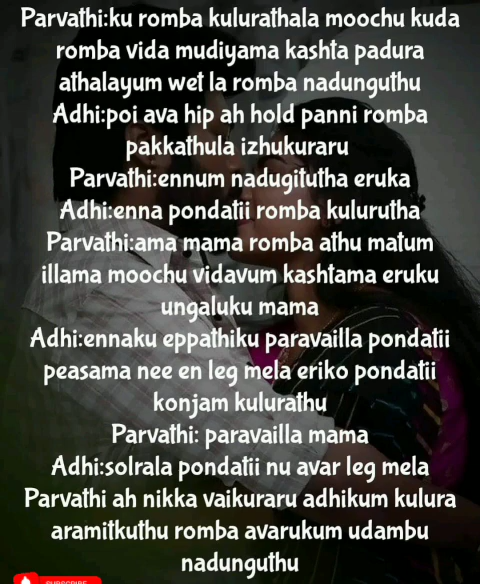 Parvathi:ku romba kulurathala moochu kuda
romba vida mudiyama kashta padura
athalayum wet la romba nadunguthu
Adhi:poi ava hip ah hold panni romba
pakkathula izhukuraru
Parvathi:ennum nadugitutha eruka
Adhi:enna pondatii romba kulurutha
Parvathi:ama mama romba athu matum
illama moochu vidavum kashtama eruku
ungaluku mama
Adhi:ennaku eppathiku paravailla pondatii
peasama nee en leg mela eriko pondatii
konjam kulurathu
Parvathi: paravailla mama
Adhi:solrala pondatii nu avar leg mela
Parvathi ah nikka vaikuraru adhikum kulura
aramitkuthu romba avarukum udambu
nadunguthu